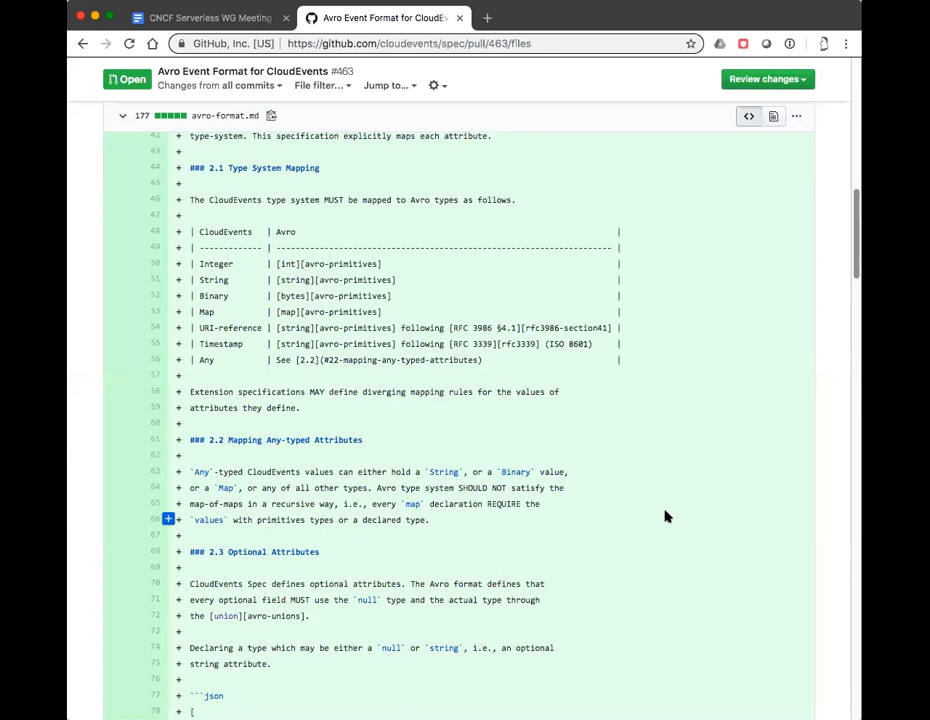 CNCF Serverless WG Meeting
Avro Event Format for CloudEv
GitHub, Inc. [US] | https://github.com/cloudevents/spec/pull/463/files
Open
Avro Event Format for CloudEvents #463
Changes from all commits
File filter...
Jump to...
Review changes
177 avro-format.md
42 + type-system. This specification explicitly maps each attribute.
43 +
44 + ### 2.1 Type System Mapping
45 +
46 + The CloudEvents type system MUST be mapped to Avro types as follows.
47 +
48 + | CloudEvents | Avro |
49 + | ------------- | ---------------------------------------------------------------------- |
50 + | Integer | [int][avro-primitives] |
51 + | String | [string][avro-primitives] |
52 + | Binary | [bytes][avro-primitives] |
53 + | Map | [map][avro-primitives] |
54 + | URI-reference | [string][avro-primitives] following [RFC 3986 §4.1][rfc3986-section41] |
55 + | Timestamp | [string][avro-primitives] following [RFC 3339][rfc3339] (ISO 8601) |
56 + | Any | See [2.2](#22-mapping-any-typed-attributes) |
57 +
58 + Extension specifications MAY define diverging mapping rules for the values of
59 + attributes they define.
60 +
61 + ### 2.2 Mapping Any-typed Attributes
62 +
63 + `Any`-typed CloudEvents values can either hold a `String`, or a `Binary` value,
64 + or a `Map`, or any of all other types. Avro type system SHOULD NOT satisfy the
65 + map-of-maps in a recursive way, i.e., every `map` declaration REQUIRE the
66 + `values` with primitives types or a declared type.
67 +
68 + ### 2.3 Optional Attributes
69 +
70 + CloudEvents Spec defines optional attributes. The Avro format defines that
71 + every optional field MUST use the `null` type and the actual type through
72 + the [union][avro-unions].
73 +
74 + Declaring a type which may be either a `null` or `string`, i.e., an optional
75 + string attribute.
76 +
77 + ```json
78 + [